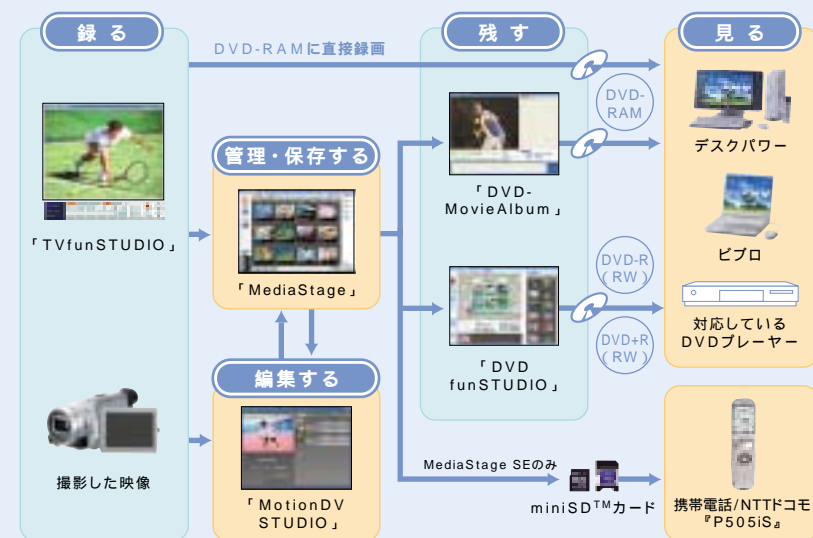 録る
残す
見る
DVD-RAMに直接録画
DVD-
RAM
デスクパワー
管理・保存する
「DVD-
MovieAlbum」
「TVfunSTUDIO」
「MediaStage」
ビブロ
DVD-R
(RW)
対応している
DVDプレーヤー
DVD+R
(RW)
編集する
「DVD
funSTUDIO」
撮影した映像
「MotionDV
STUDIO」
MediaStage SEのみ
miniSD™カード
携帯電話/NTTドコモ
『P505iS』